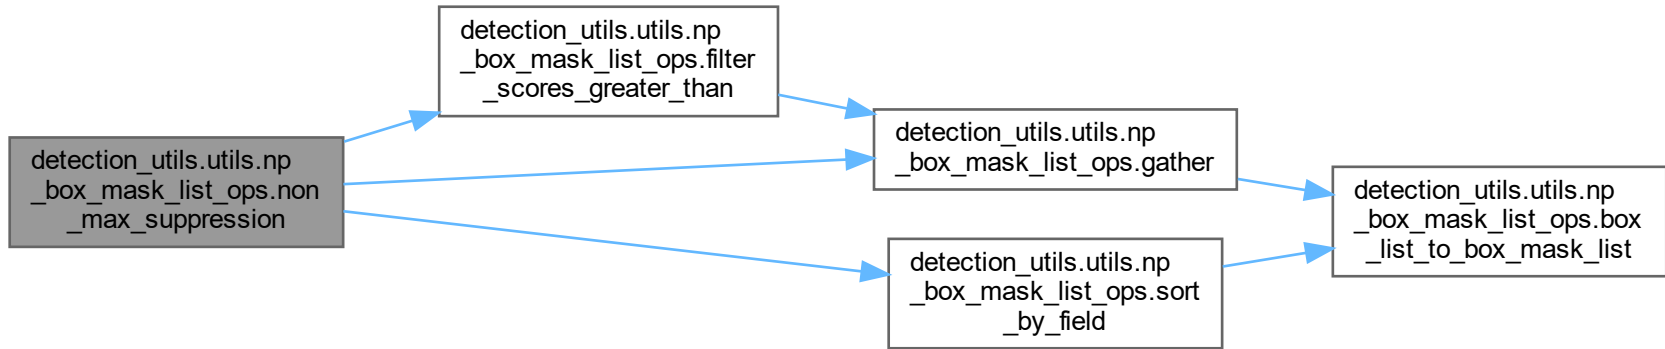 detection_utils.utils.np
_box_mask_list_ops.non
_max_suppression
detection_utils.utils.np
_box_mask_list_ops.filter
_scores_greater_than
detection_utils.utils.np
_box_mask_list_ops.gather
detection_utils.utils.np
_box_mask_list_ops.sort
_by_field
detection_utils.utils.np
_box_mask_list_ops.box
_list_to_box_mask_list